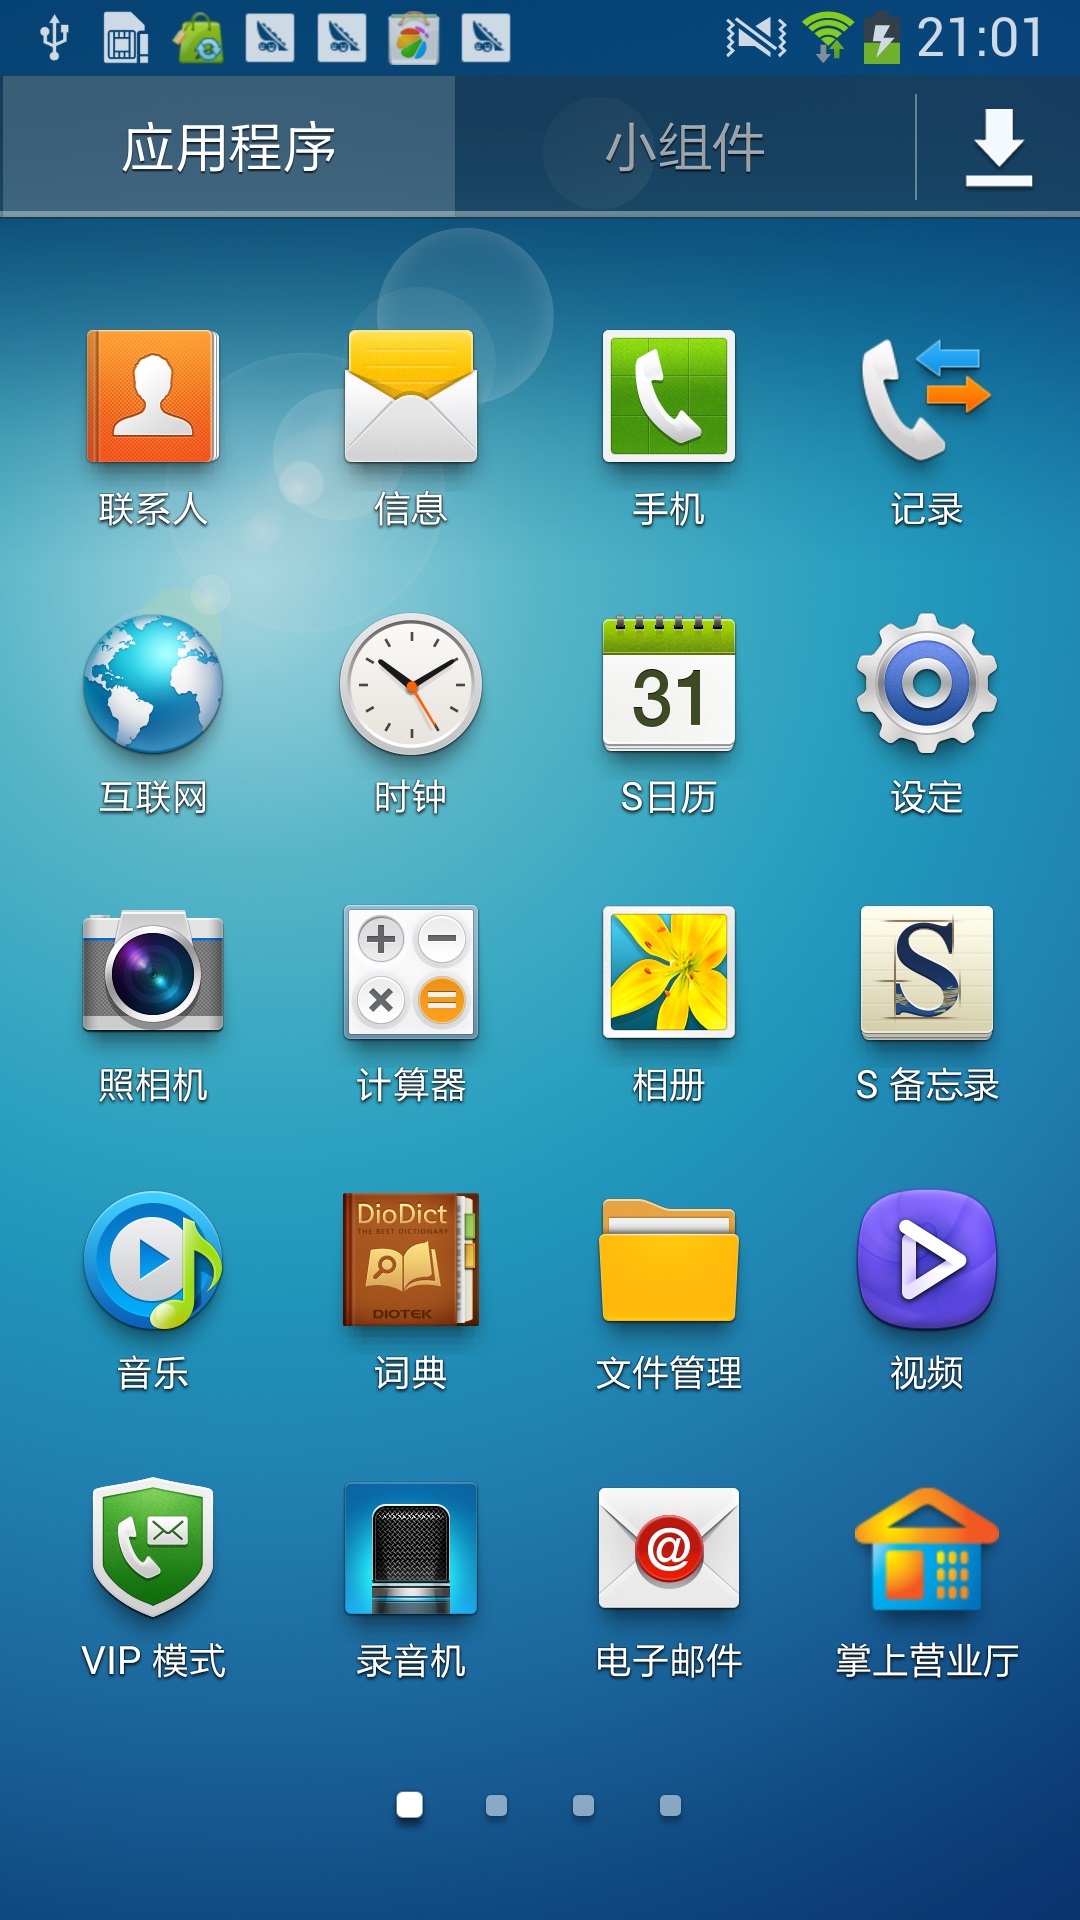 21:01
应用程序 小组件
联系人 信息 手机 记录
31
互联网 时钟 S日历 设定
S
照相机 计算器 相册 S 备忘录
DioDict
THE BEST DICTIONARY
DIOTEK
音乐 词典 文件管理 视频
@
VIP 模式 录音机 电子邮件 掌上营业厅